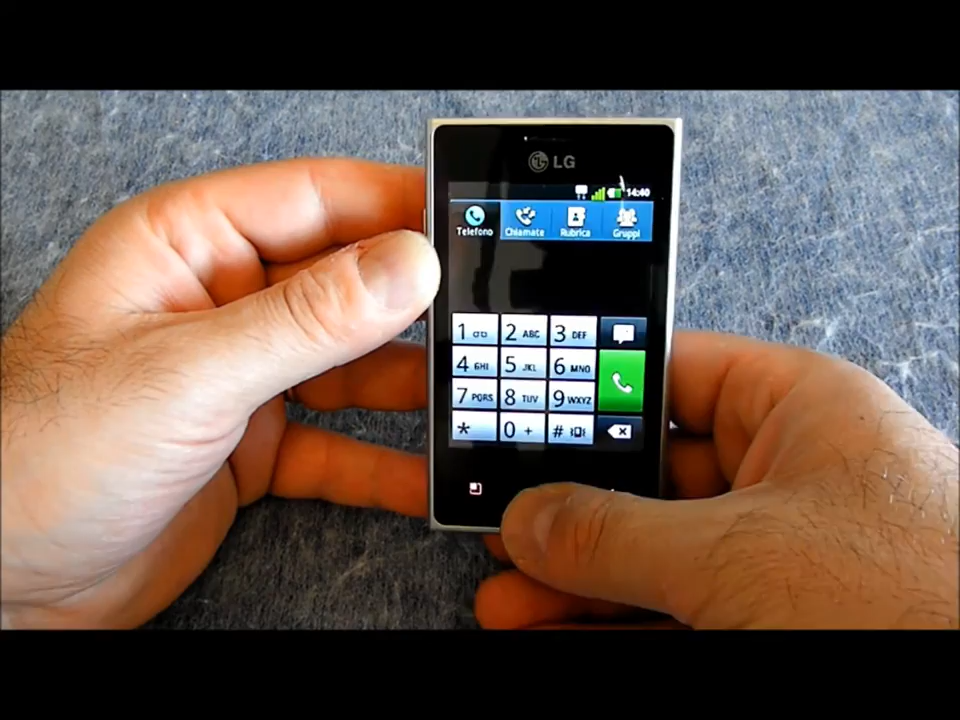 LG
14:40
Telefono Chiamate Rubrica Gruppi
1 2 ABC 3 DEF
4 GHI 5 JKL 6 MNO
7 PQRS 8 TUV 9 WXYZ
* 0 + #